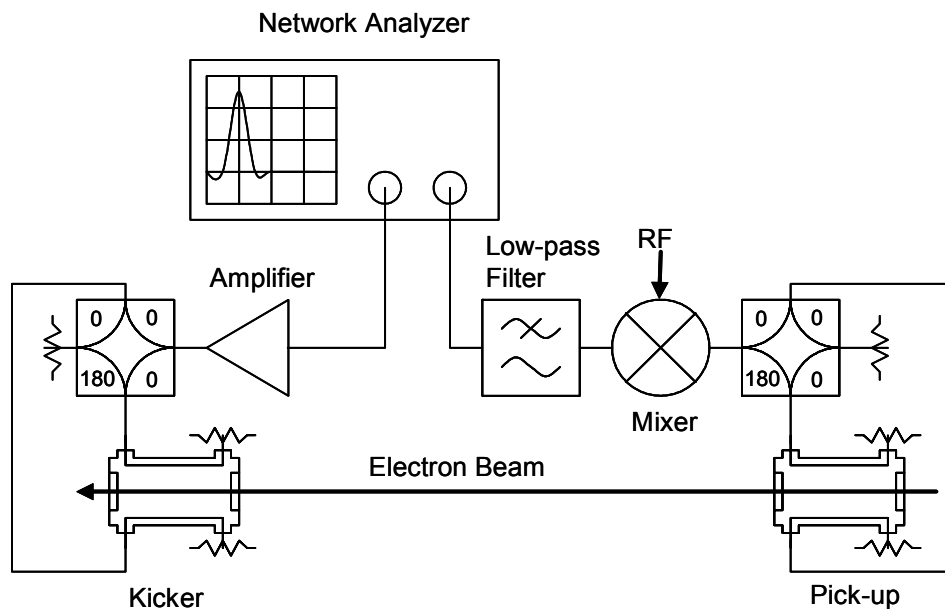 Network Analyzer
RF
Low-pass
Filter
Amplifier
0 0
180 0
0 0
180 0
Mixer
Electron Beam
Kicker
Pick-up